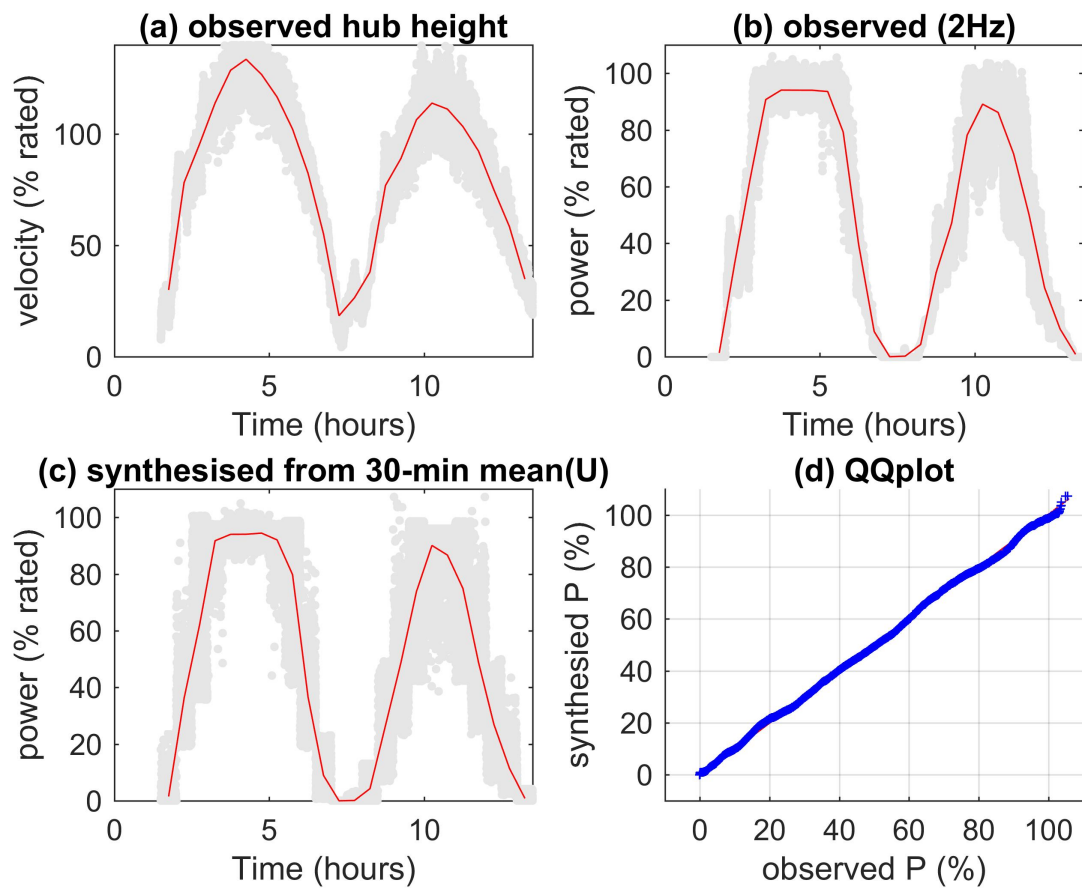 (a) observed hub height
velocity (% rated)
100
50
0
0 5 10
Time (hours)
(b) observed (2Hz)
power (% rated)
100
80
60
40
20
0
0 5 10
Time (hours)
(c) synthesised from 30-min mean(U)
power (% rated)
100
80
60
40
20
0
0 5 10
Time (hours)
(d) QQplot
synthesied P (%)
100
80
60
40
20
0
0 20 40 60 80 100
observed P (%)